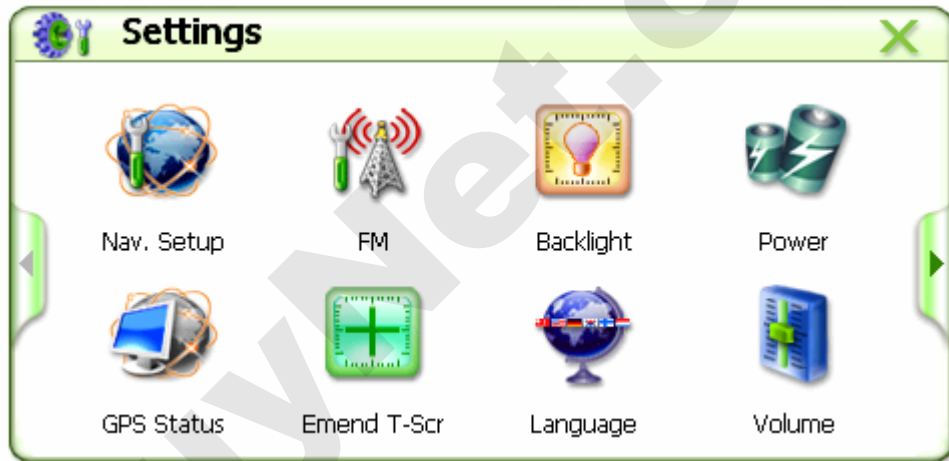 Settings
Nav. Setup FM Backlight Power
GPS Status Emend T-Scr Language Volume